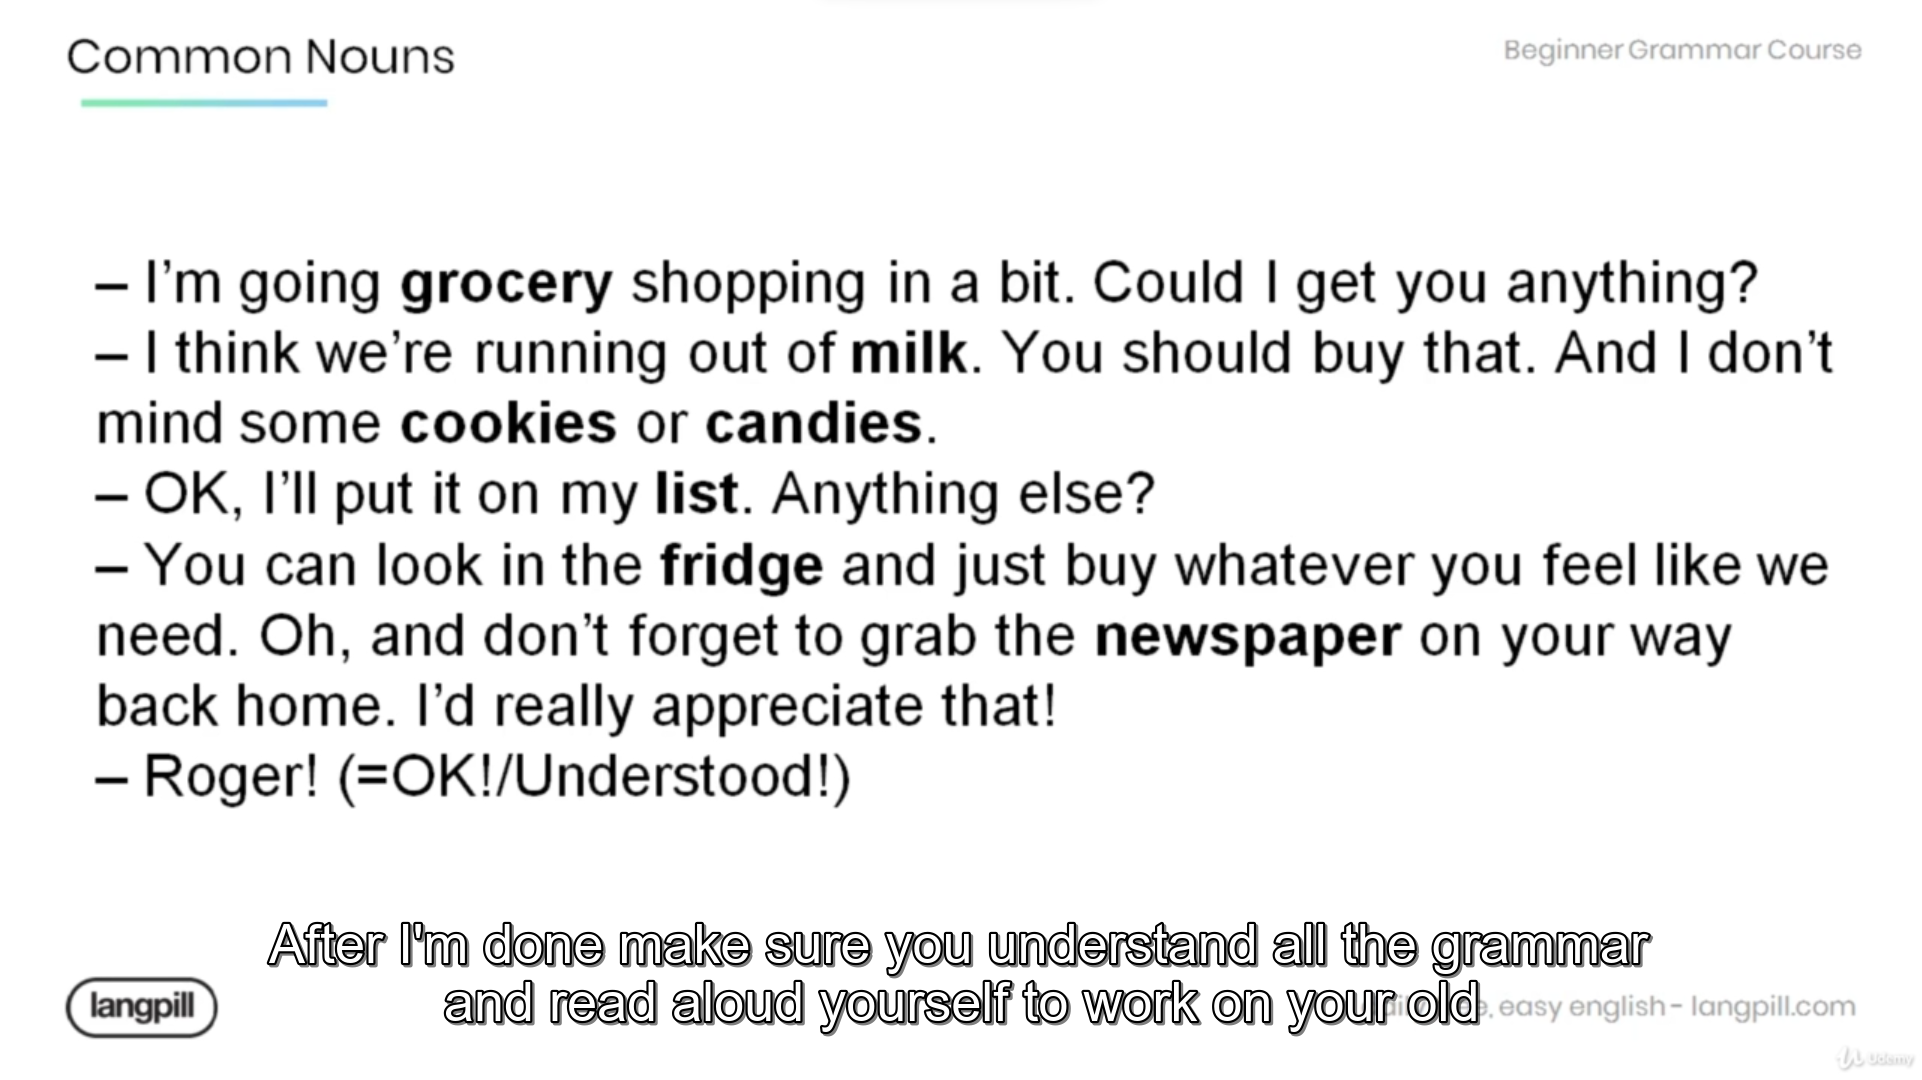 Common Nouns
Beginner Grammar Course
– I’m going grocery shopping in a bit. Could I get you anything?
– I think we’re running out of milk. You should buy that. And I don’t
mind some cookies or candies.
– OK, I’ll put it on my list. Anything else?
– You can look in the fridge and just buy whatever you feel like we
need. Oh, and don’t forget to grab the newspaper on your way
back home. I’d really appreciate that!
– Roger! (=OK!/Understood!)
After I'm done make sure you understand all the grammar
and read aloud yourself to work on your old
langpill
, easy english - langpill.com
Udemy